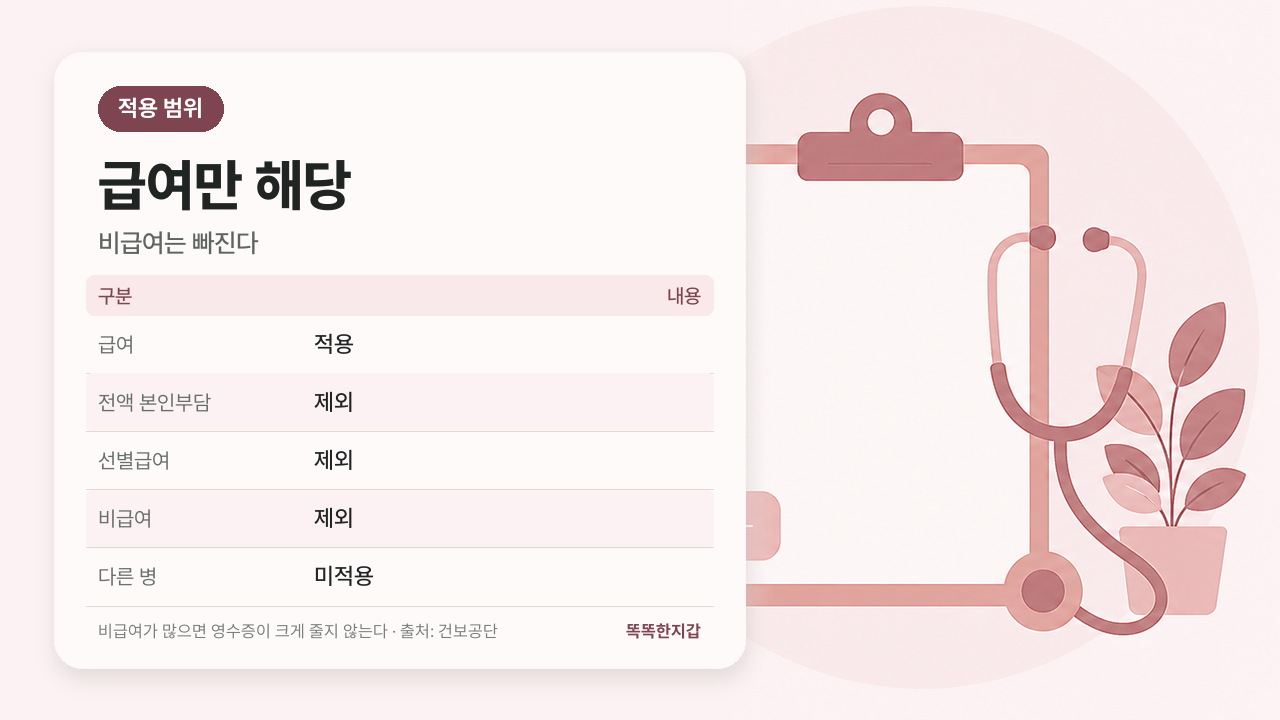 적용 범위
급여만 해당
비급여는 빠진다
구분 내용
급여 적용
전액 본인부담 제외
선별급여 제외
비급여 제외
다른 병 미적용
비급여가 많으면 영수증이 크게 줄지 않는다 · 출처: 건보공단 똑똑한지갑